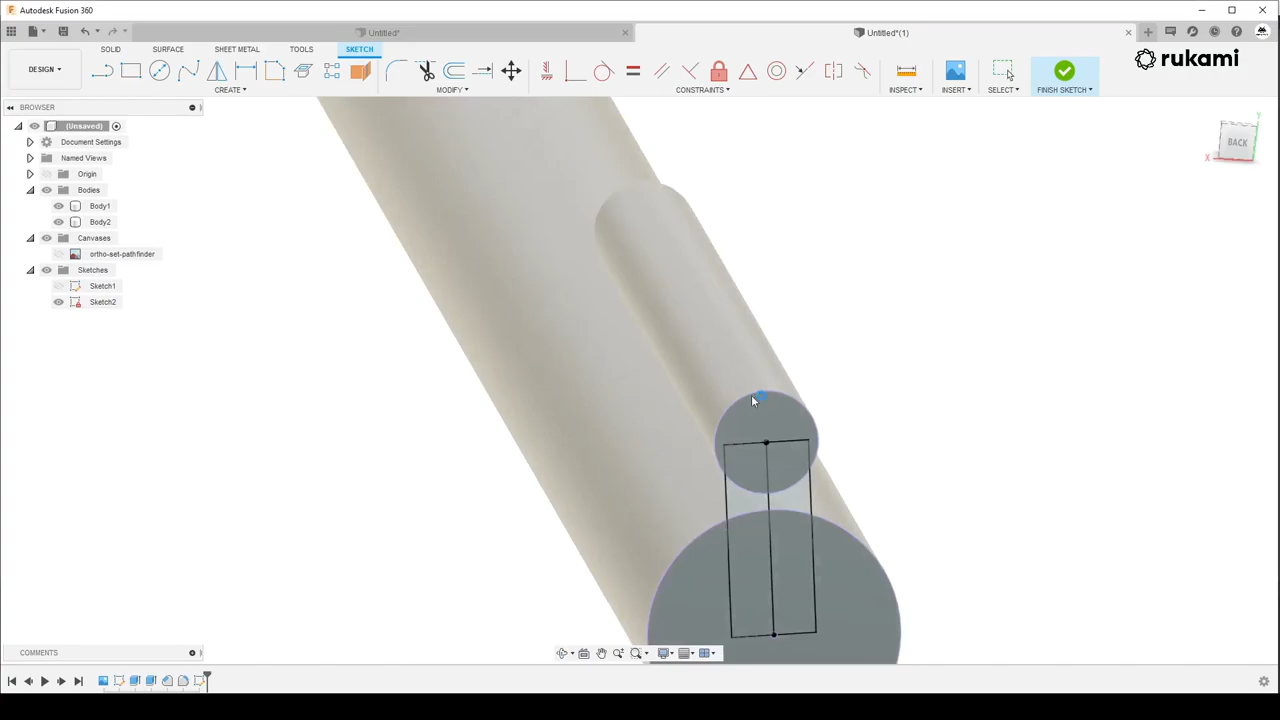 Autodesk Fusion 360
Untitled*
Untitled*(1)
SOLID
SURFACE
SHEET METAL
TOOLS
SKETCH
DESIGN
CREATE
MODIFY
CONSTRAINTS
INSPECT
INSERT
SELECT
FINISH SKETCH
rukami
BROWSER
(Unsaved)
Document Settings
Named Views
Origin
Bodies
Body1
Body2
Canvases
ortho-set-pathfinder
Sketches
Sketch1
Sketch2
Y
BACK
X
COMMENTS